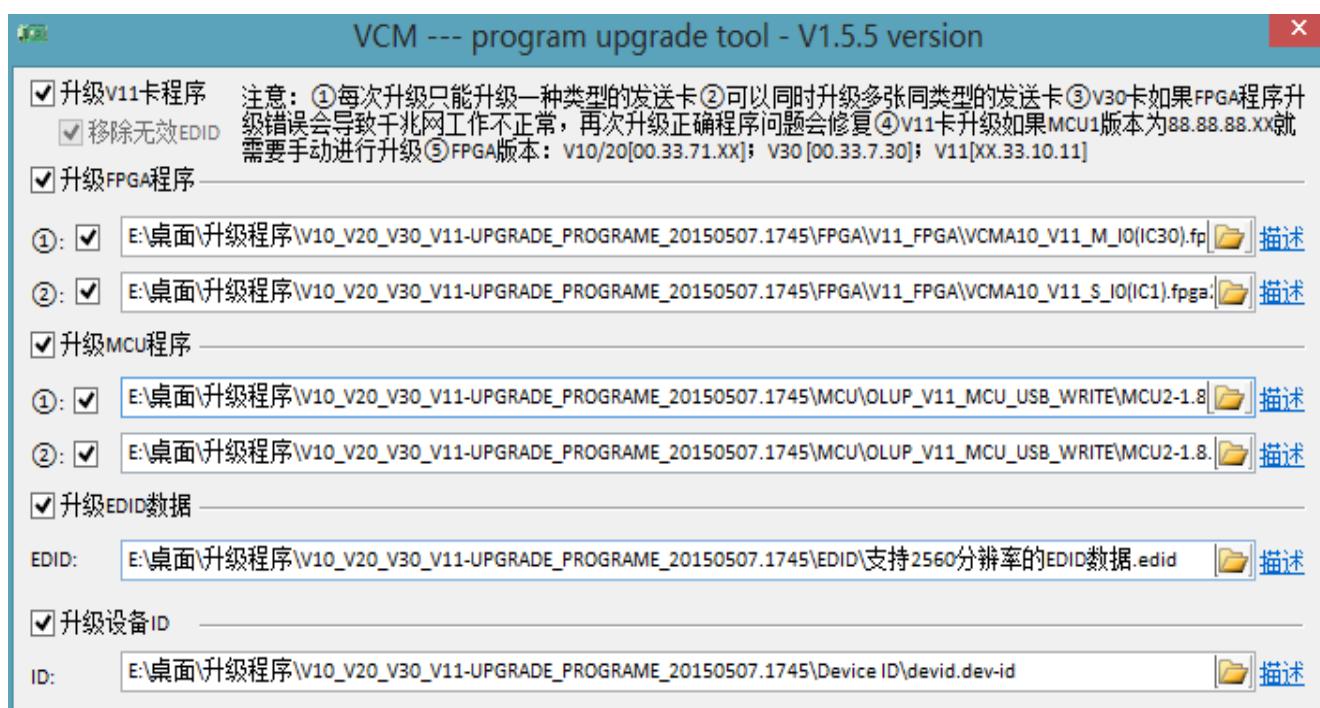 VCM --- program upgrade tool - V1.5.5 version
升级V11卡程序
移除无效EDID
注意：①每次升级只能升级一种类型的发送卡②可以同时升级多张同类型的发送卡③V30卡如果FPGA程序升
级错误会导致千兆网工作不正常，再次升级正确程序问题会修复④V11卡升级如果MCU1版本为88.88.88.XX就
需要手动进行升级⑤FPGA版本：V10/20[00.33.71.XX]；V30 [00.33.7.30]；V11[XX.33.10.11]
升级FPGA程序
①: E:\桌面\升级程序\V10_V20_V30_V11-UPGRADE_PROGRAME_20150507.1745\FPGA\V11_FPGA\VCMA10_V11_M_I0(IC30).fp 描述
②: E:\桌面\升级程序\V10_V20_V30_V11-UPGRADE_PROGRAME_20150507.1745\FPGA\V11_FPGA\VCMA10_V11_S_I0(IC1).fpga 描述
升级MCU程序
①: E:\桌面\升级程序\V10_V20_V30_V11-UPGRADE_PROGRAME_20150507.1745\MCU\OLUP_V11_MCU_USB_WRITE\MCU2-1.8 描述
②: E:\桌面\升级程序\V10_V20_V30_V11-UPGRADE_PROGRAME_20150507.1745\MCU\OLUP_V11_MCU_USB_WRITE\MCU2-1.8. 描述
升级EDID数据
EDID: E:\桌面\升级程序\V10_V20_V30_V11-UPGRADE_PROGRAME_20150507.1745\EDID\支持2560分辨率的EDID数据.edid 描述
升级设备ID
ID: E:\桌面\升级程序\V10_V20_V30_V11-UPGRADE_PROGRAME_20150507.1745\Device ID\devid.dev-id 描述